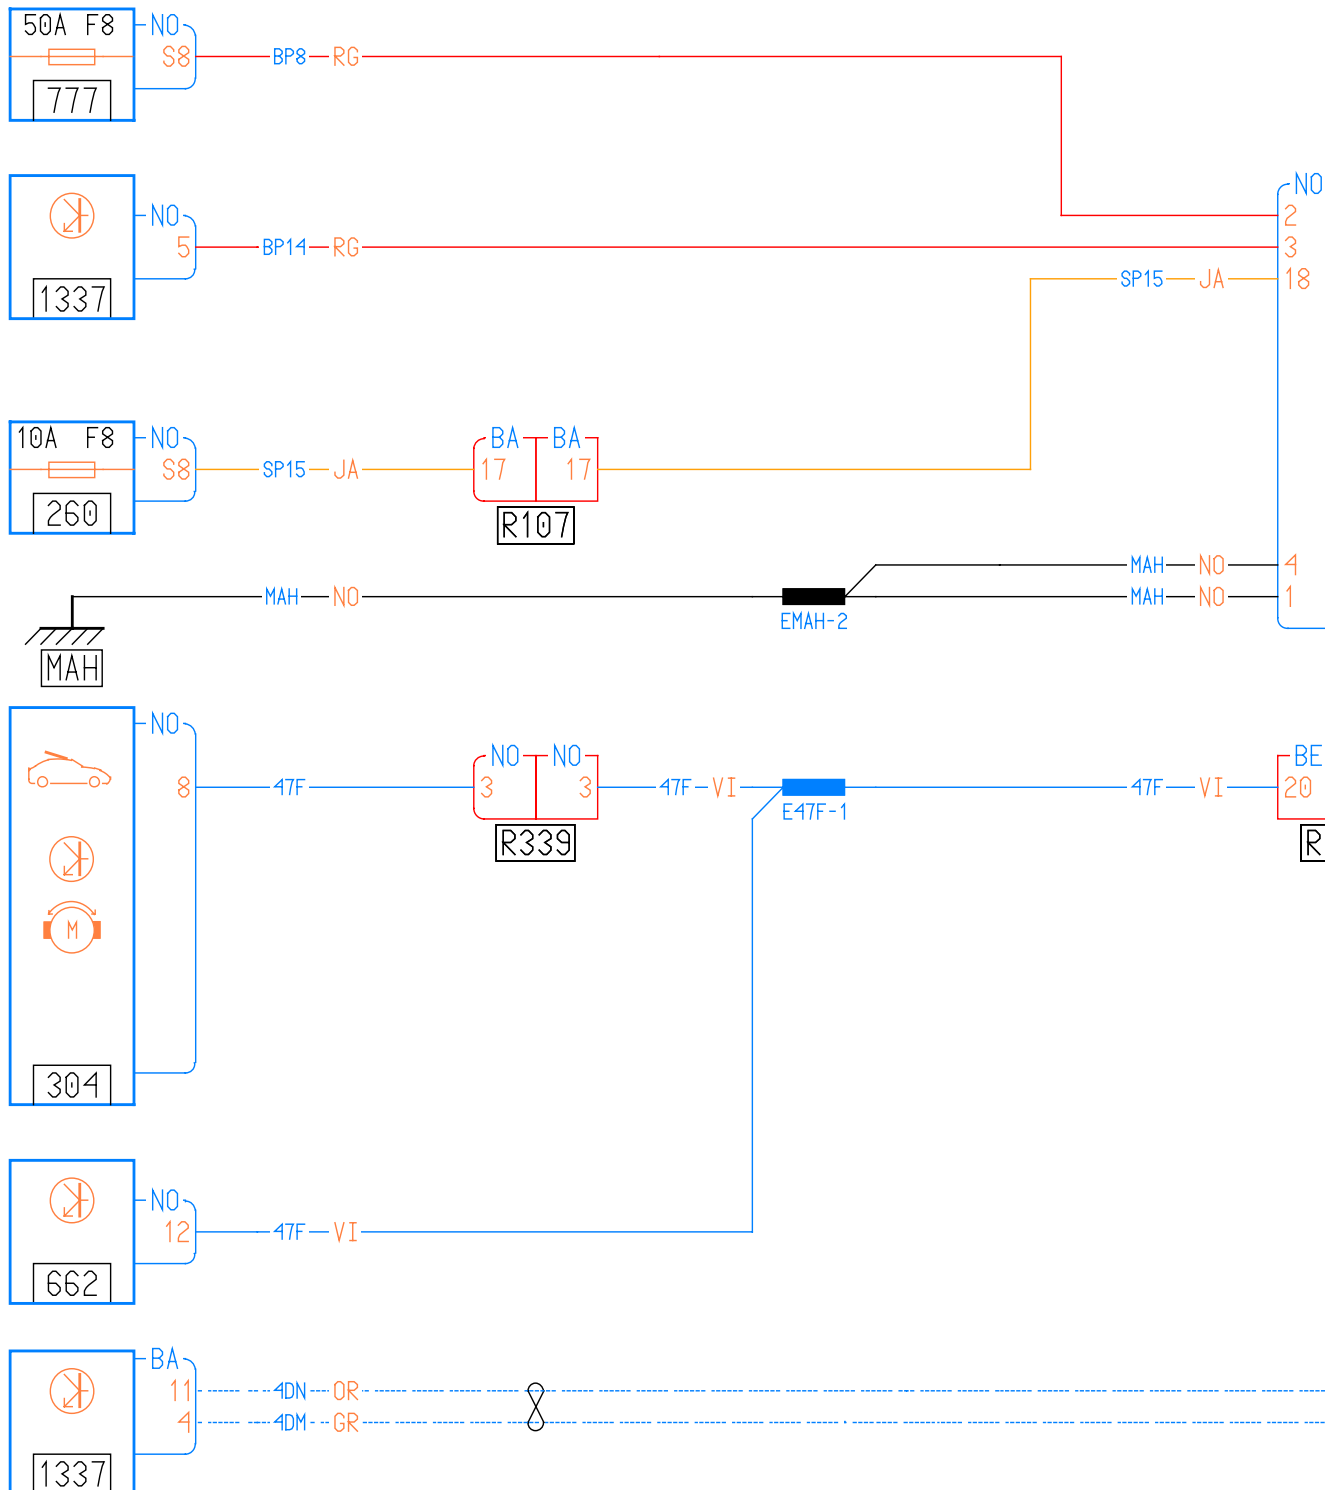 50A F8 NO
S8 BP8 RG
777
NO
2
NO
5 BP14 RG 3
SP15 JA 18
1337
10A F8 NO BA BA
S8 SP15 JA 17 17
260
R107
MAH NO 4
MAH NO MAH NO 1
EMAH-2
MAH
NO NO NO BE
8 47F 3 3 47F VI 47F VI 20
E47F-1
R339 R
M
304
NO
12 47F VI
662
BA
11 4DN OR
4 4DM GR
1337